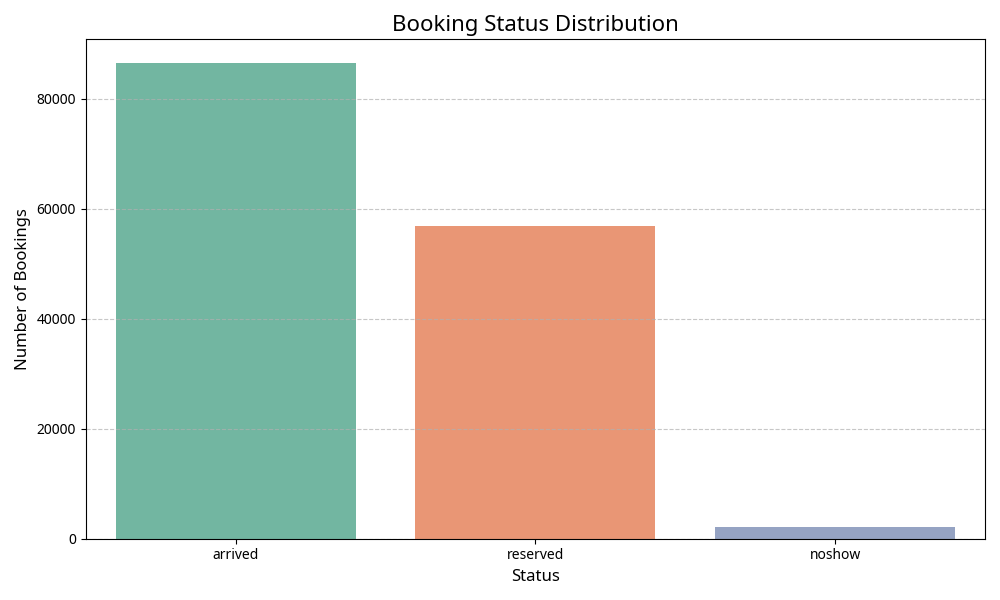 Booking Status Distribution
Number of Bookings
80000
60000
40000
20000
0
arrived reserved noshow
Status